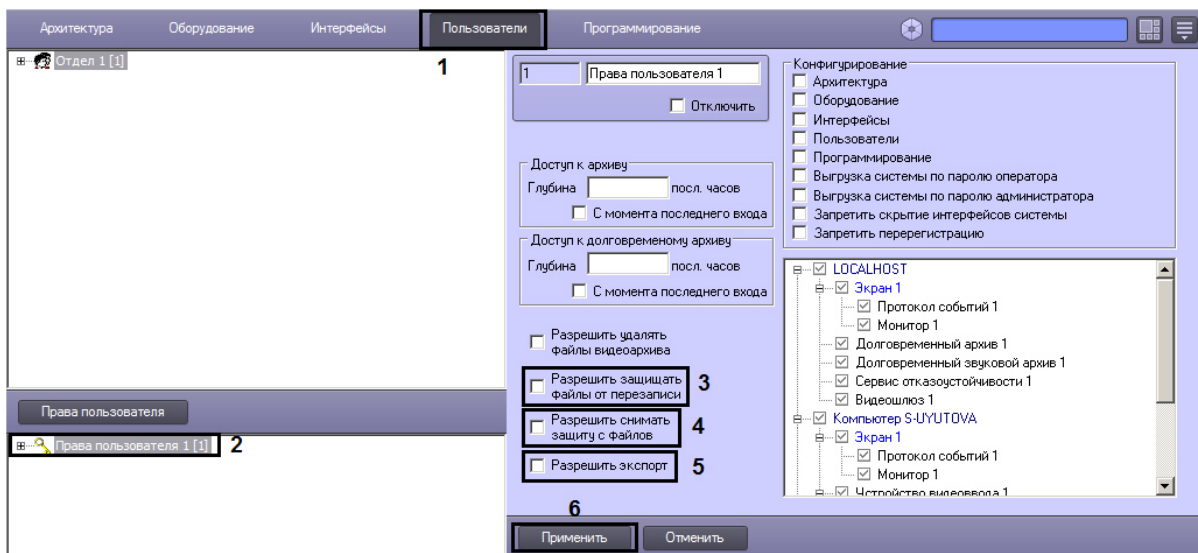 Архитектура Оборудование Интерфейсы Пользователи Программирование
Отдел 1 [1]
1
1 Права пользователя 1
Отключить
Доступ к архиву
Глубина посл. часов
С момента последнего входа
Доступ к долговременому архиву
Глубина посл. часов
С момента последнего входа
Разрешить удалять
файлы видеоархива
Разрешить защищать
файлы от перезаписи
3
Разрешить снимать
защиту с файлов
4
Разрешить экспорт
5
Конфигурирование
Архитектура
Оборудование
Интерфейсы
Пользователи
Программирование
Выгрузка системы по паролю оператора
Выгрузка системы по паролю администратора
Запретить скрытие интерфейсов системы
Запретить перерегистрацию
LOCALHOST
Экран 1
Протокол событий 1
Монитор 1
Долговременный архив 1
Долговременный звуковой архив 1
Сервис отказоустойчивости 1
Видеошлюз 1
Компьютер S-UYUTOVA
Экран 1
Протокол событий 1
Монитор 1
Устройство видеоввода 1
Права пользователя
Права пользователя 1 [1] 2
6
Применить Отменить